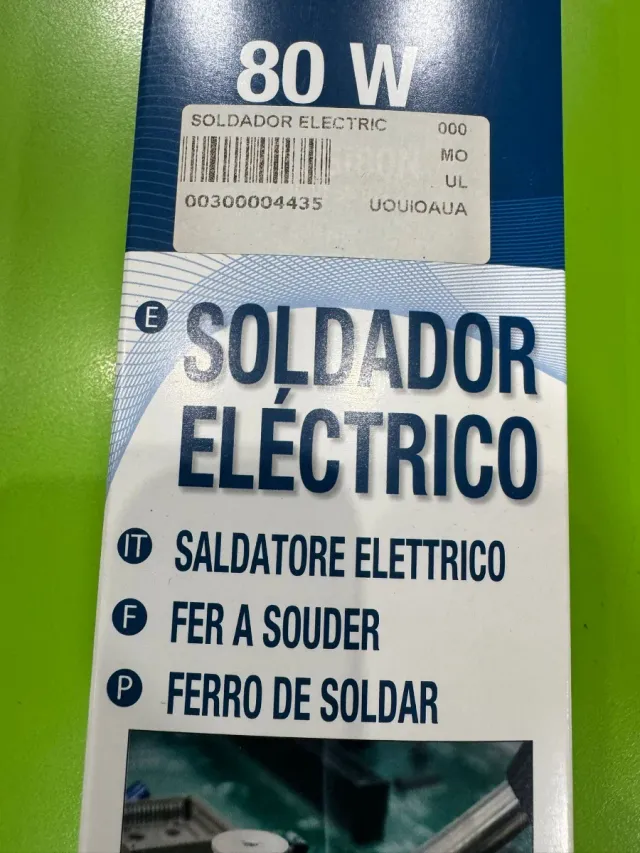 80 W
SOLDADOR ELECTRIC 000
MO
UL
00300004435 UOUIOAUA
E SOLDADOR
ELÉCTRICO
IT SALDATORE ELETTRICO
F FER A SOUDER
P FERRO DE SOLDAR